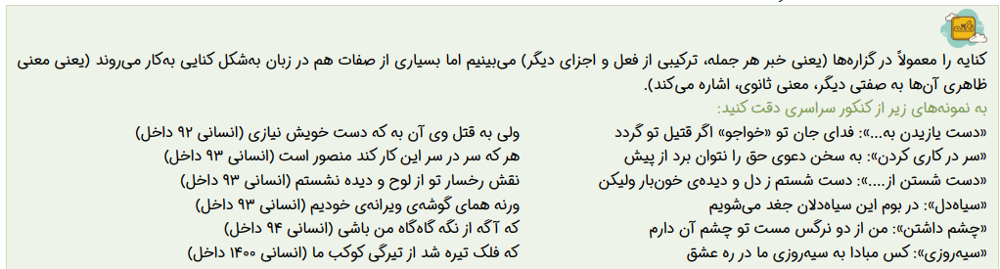 کنایه
کنایه را معمولاً در گزاره‌ها (یعنی خبر هر جمله، ترکیبی از فعل و اجزای دیگر) می‌بینیم اما بسیاری از صفات هم در زبان به‌شکل کنایی به‌کار می‌روند (یعنی معنی
ظاهری آن‌ها به صفتی دیگر، معنی ثانوی، اشاره می‌کند).
به نمونه‌های زیر از کنکور سراسری دقت کنید:
«دست یازیدن به...»: فدای جان تو «خواجو» اگر قتیل تو گردد ولی به قتل وی آن به که دست خویش نیازی (انسانی ۹۲ داخل)
«سر در کاری کردن»: به سخن دعوی حق را نتوان برد از پیش هر که سر در سر این کار کند منصور است (انسانی ۹۳ داخل)
«دست شستن از....»: دست شستم ز دل و دیده‌ی خون‌بار ولیکن نقش رخسار تو از لوح و دیده نشستم (انسانی ۹۳ داخل)
«سیاه‌دل»: در بوم این سیاه‌دلان جغد می‌شویم ورنه همای گوشه‌ی ویرانه‌ی خودیم (انسانی ۹۳ داخل)
«چشم داشتن»: من از دو نرگس مست تو چشم آن دارم که آگه از نگه گاه‌گاه من باشی (انسانی ۹۴ داخل)
«سیه‌روزی»: کس مبادا به سیه‌روزی ما در ره عشق که فلک تیره شد از تیرگی کوکب ما (انسانی ۱۴۰۰ داخل)